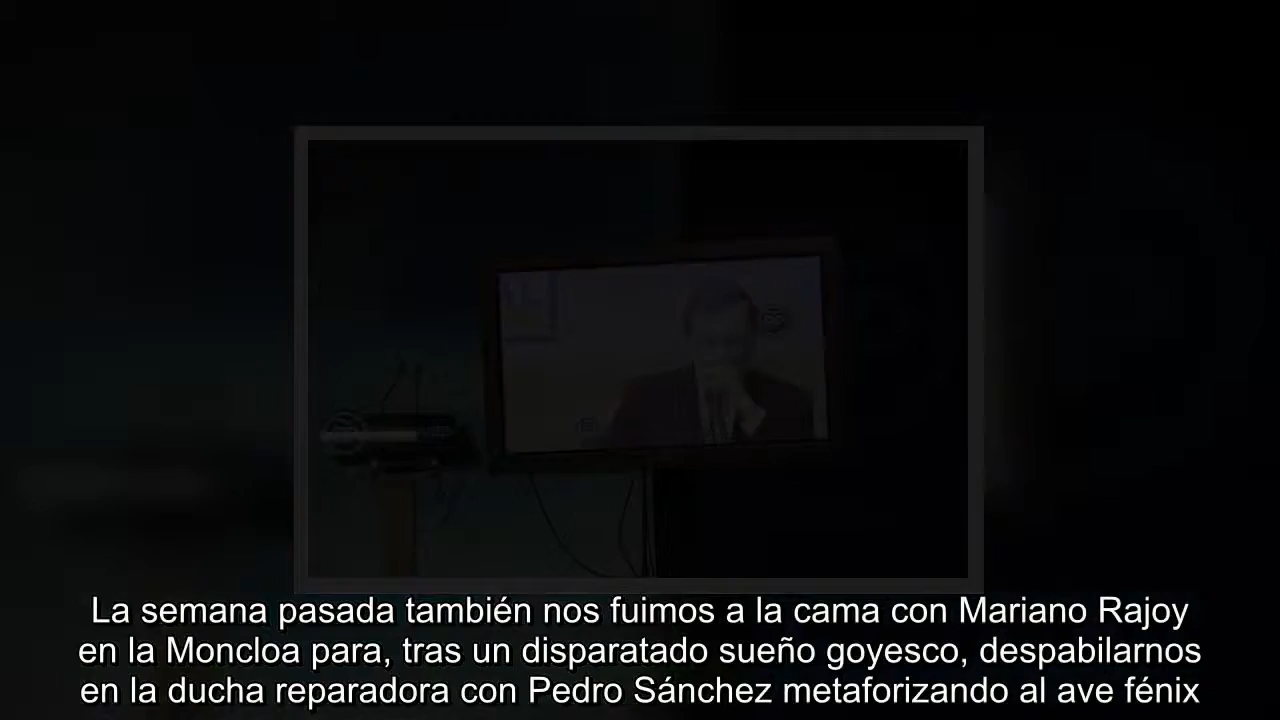 La semana pasada también nos fuimos a la cama con Mariano Rajoy
en la Moncloa para, tras un disparatado sueño goyesco, despabilarnos
en la ducha reparadora con Pedro Sánchez metaforizando al ave fénix